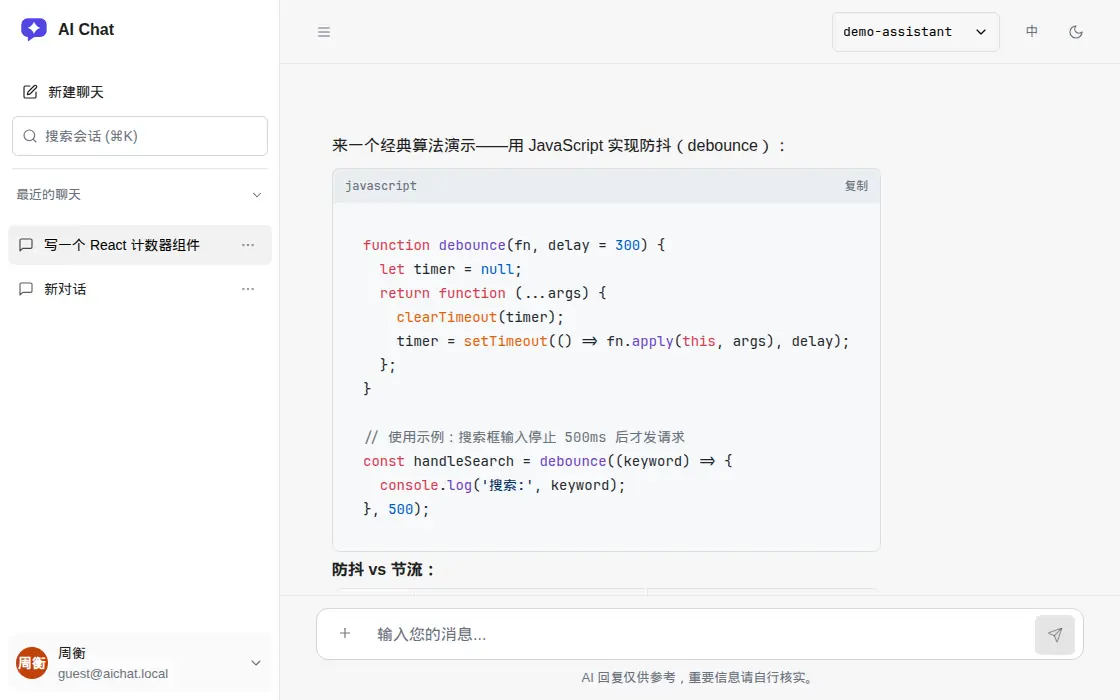 AI Chat
新建聊天
搜索会话 (⌘K)
最近的聊天
写一个 React 计数器组件
新对话
周衡
周衡
guest@aichat.local
demo-assistant
中
来一个经典算法演示——用 JavaScript 实现防抖（debounce）：
javascript
复制
function debounce(fn, delay = 300) {
  let timer = null;
  return function (...args) {
    clearTimeout(timer);
    timer = setTimeout(() => fn.apply(this, args), delay);
  };
}
// 使用示例：搜索框输入停止 500ms 后才发请求
const handleSearch = debounce((keyword) => {
  console.log('搜索:', keyword);
}, 500);
防抖 vs 节流：
输入您的消息...
AI 回复仅供参考，重要信息请自行核实。